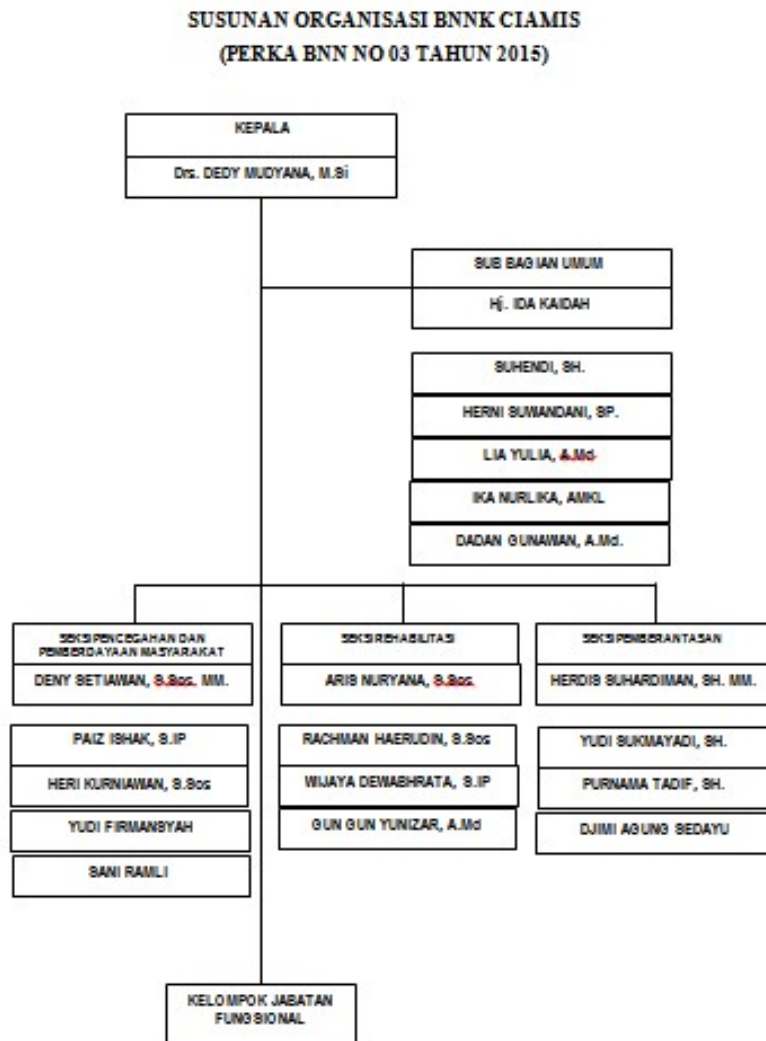 SUSUNAN ORGANISASI BNNK CIAMIS
(PERKA BNN NO 03 TAHUN 2015)
KEPALA
Drs. DEDY MUDYANA, M.Si
SUB BAGIAN UMUM
Hj. IDA KAIDAH
SUHENDI, SH.
HERNI SUWANDANI, SP.
LIA YULIA, A.Md
IKA NURLIKA, AMKL
DADAN GUNAWAN, A.Md.
SEKSI PENCEGAHAN DAN
PEMBERDAYAAN MASYARAKAT
DENY SETIAWAN, S.Sos, MM.
PAIZ ISHAK, S.IP
HERI KURNIAWAN, S.Sos
YUDI FIRMANSYAH
SANI RAMLI
SEKSI REHABILITASI
ARIS NURYANA, S.Sos
RACHMAN HAERUDIN, S.Sos
WIJAYA DEWABHRATA, S.IP
GUN GUN YUNIZAR, A.Md
SEKSI PEMBERANTASAN
HERDIS SUHARDIMAN, SH. MM.
YUDI SUKMAYADI, SH.
PURNAMA TADIF, SH.
DJIMI AGUNG SEDAYU
KELOMPOK JABATAN
FUNGSIONAL